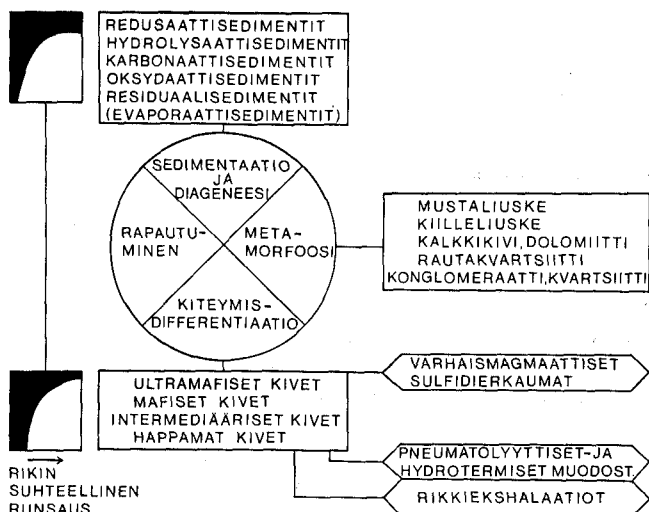 REDUSAATTISEDIMENTIT
HYDROLYSAATTISEDIMENTIT
KARBONAATTISEDIMENTIT
OKSYDAATTISEDIMENTIT
RESIDUAALISEDIMENTIT
(EVAPORAATTISEDIMENTIT)
SEDIMENTAATIO
JA
DIAGENEESI
RAPAUTU-
MINEN
META-
MORFOOSI
KITEYMIS-
DIFFERENTIAATIO
MUSTALIUSKE
KIILLELIUSKE
KALKKIKIVI, DOLOMIITTI
RAUTAKVARTSIITTI
KONGLOMERAATTI, KVARTSIITTI
ULTRAMAFISET KIVET
MAFISET KIVET
INTERMEDIÄÄRISET KIVET
HAPPAMAT KIVET
VARHAISMAGMAATTISET
SULFIDIERKAUMAT
PNEUMATOLYYTTISET-JA
HYDROTERMISET MUODOST.
RIKKIEKSHALAATIOT
RIKIN
SUHTEELLINEN
RUNSAUS